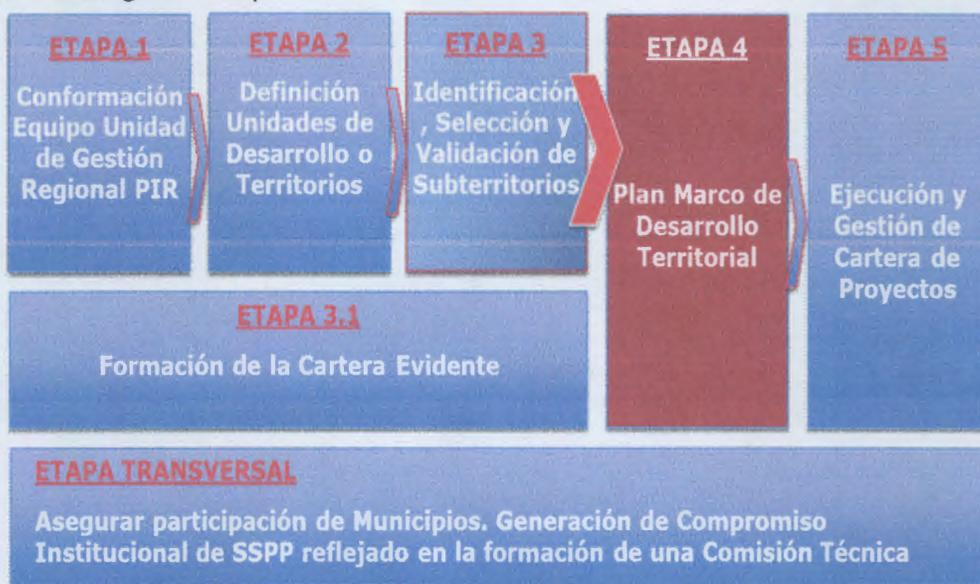 ETAPA 1
Conformación
Equipo Unidad
de Gestión
Regional PIR
ETAPA 2
Definición
Unidades de
Desarrollo o
Territorios
ETAPA 3
Identificación
, Selección y
Validación de
Subterritorios
ETAPA 4
Plan Marco de
Desarrollo
Territorial
ETAPA 5
Ejecución y
Gestión de
Cartera de
Proyectos
ETAPA 3.1
Formación de la Cartera Evidente
ETAPA TRANSVERSAL
Asegurar participación de Municipios. Generación de Compromiso
Institucional de SSPP reflejado en la formación de una Comisión Técnica